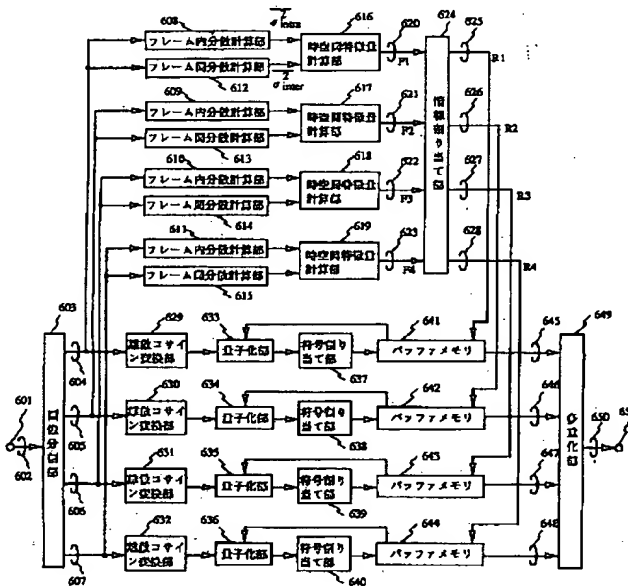 608
σ²intra
616
620
624
625
フレーム内分散計算部
時空間特徴量計算部
F1
R1
フレーム間分散計算部
612
σ²inter
609
617
621
626
フレーム内分散計算部
時空間特徴量計算部
F2
R2
フレーム間分散計算部
613
情報割り当て部
610
618
622
627
フレーム内分散計算部
時空間特徴量計算部
F3
R3
フレーム間分散計算部
614
611
619
623
628
フレーム内分散計算部
時空間特徴量計算部
F4
R4
フレーム間分散計算部
615
603
629
633
641
645
649
離散コサイン変換部
量子化部
符号割り当て部
バッファメモリ
604
637
630
634
642
646
601
離散コサイン変換部
量子化部
符号割り当て部
バッファメモリ
650
602
605
638
多重化部
631
635
643
647
離散コサイン変換部
量子化部
符号割り当て部
バッファメモリ
606
639
632
636
644
648
離散コサイン変換部
量子化部
符号割り当て部
バッファメモリ
607
640